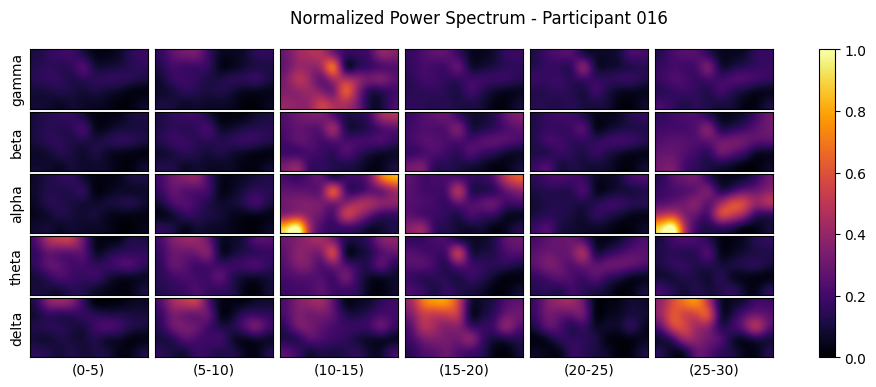 Normalized Power Spectrum - Participant 016
gamma
beta
alpha
theta
delta
(0-5) (5-10) (10-15) (15-20) (20-25) (25-30)
1.0
0.8
0.6
0.4
0.2
0.0